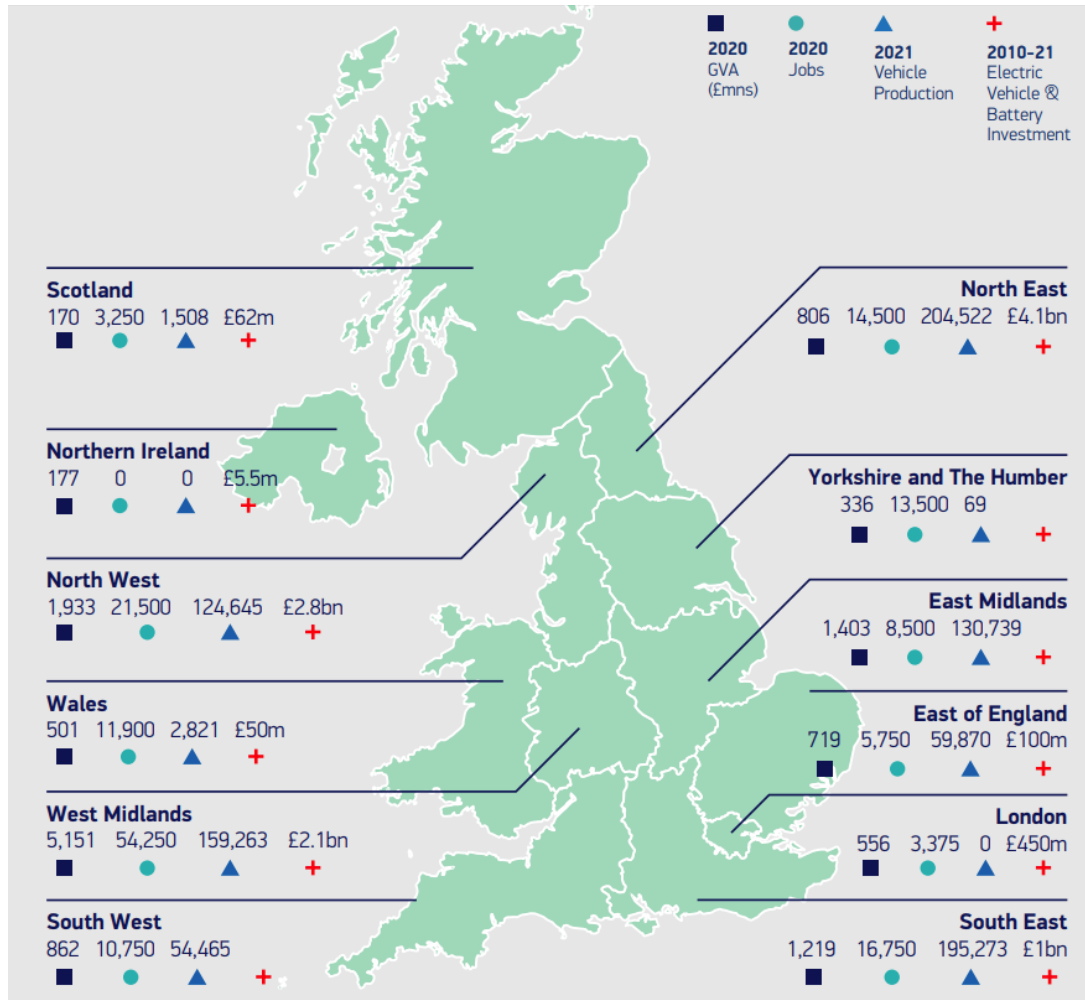 2020
GVA
(£mns)
2020
Jobs
2021
Vehicle
Production
2010-21
Electric
Vehicle &
Battery
Investment
Scotland
170 3,250 1,508 £62m
Northern Ireland
177 0 0 £5.5m
North West
1,933 21,500 124,645 £2.8bn
Wales
501 11,900 2,821 £50m
West Midlands
5,151 54,250 159,263 £2.1bn
South West
862 10,750 54,465
North East
806 14,500 204,522 £4.1bn
Yorkshire and The Humber
336 13,500 69
East Midlands
1,403 8,500 130,739
East of England
719 5,750 59,870 £100m
London
556 3,375 0 £450m
South East
1,219 16,750 195,273 £1bn